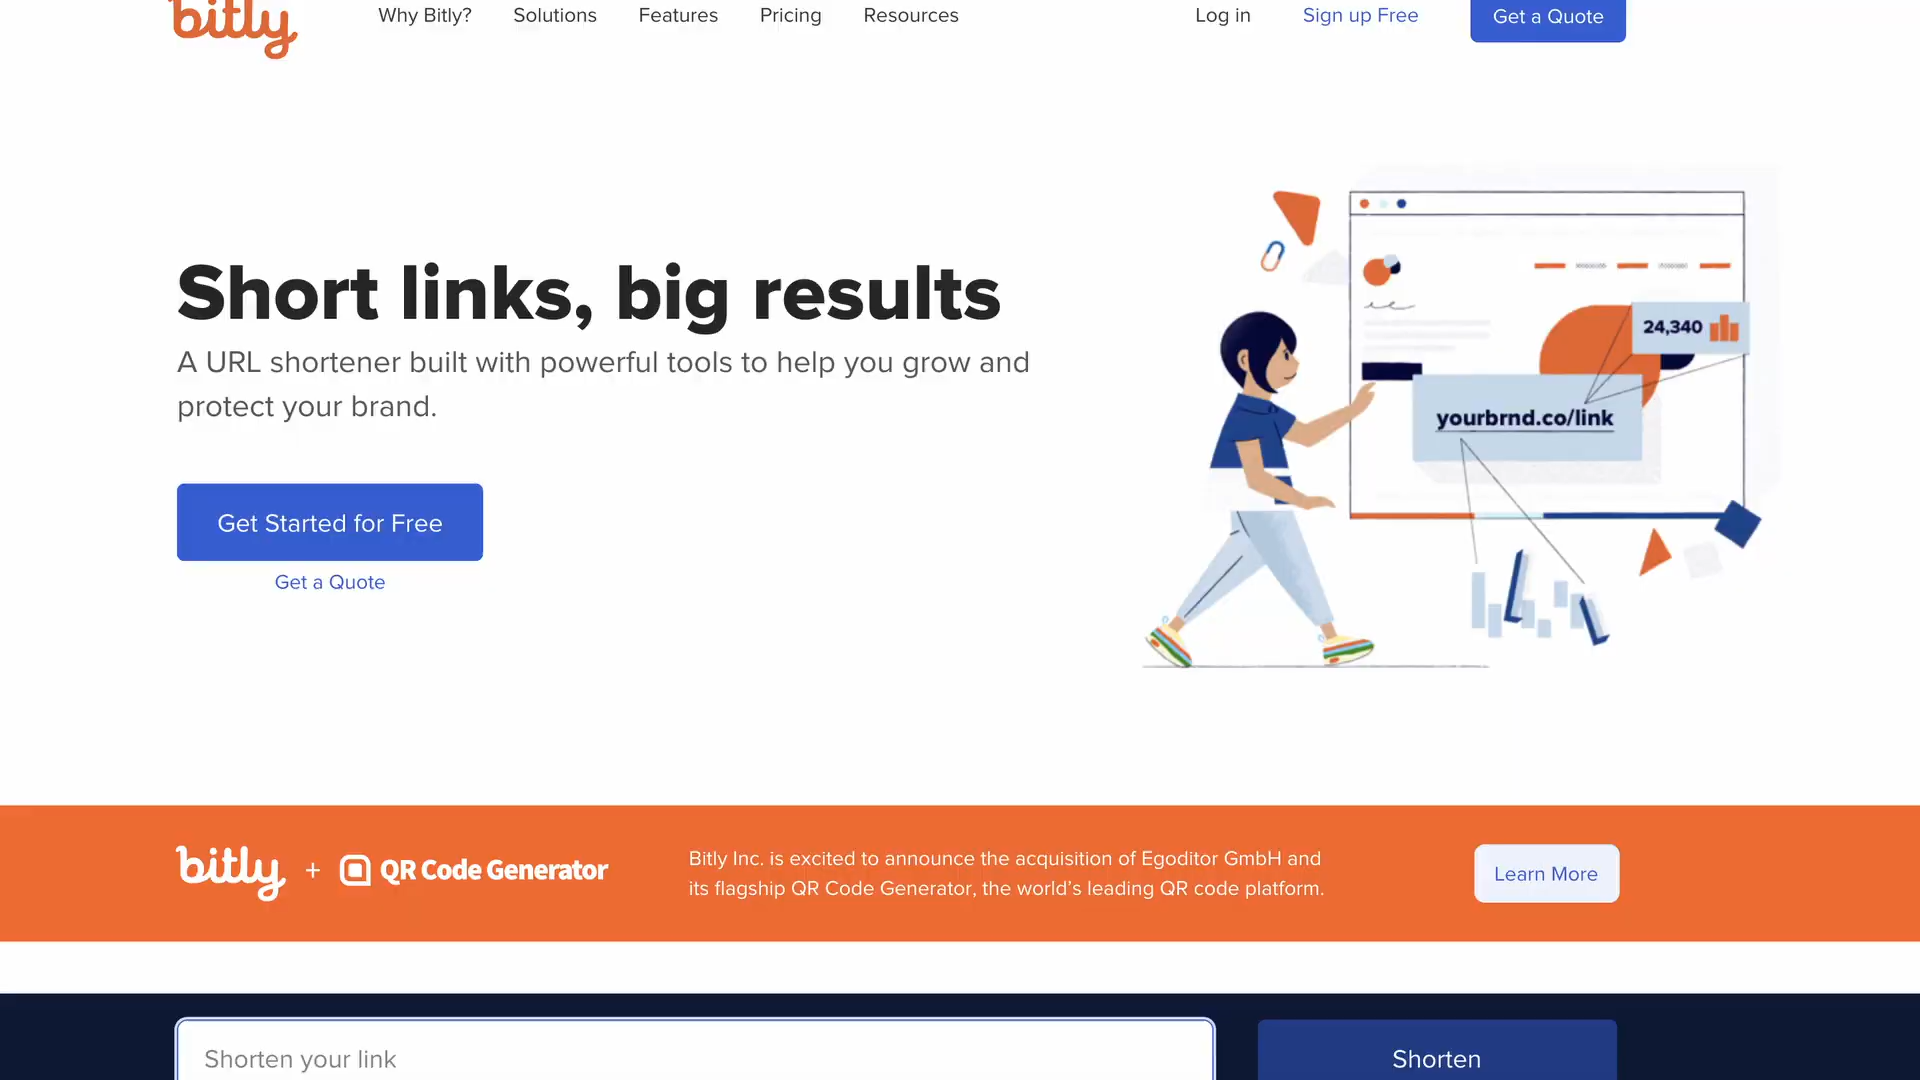 bitly
Why Bitly?
Solutions
Features
Pricing
Resources
Log in
Sign up Free
Get a Quote
Short links, big results
A URL shortener built with powerful tools to help you grow and
protect your brand.
Get Started for Free
Get a Quote
24,340
yourbrnd.co/link
bitly + QR Code Generator
Bitly Inc. is excited to announce the acquisition of Egoditor GmbH and
its flagship QR Code Generator, the world’s leading QR code platform.
Learn More
Shorten your link
Shorten